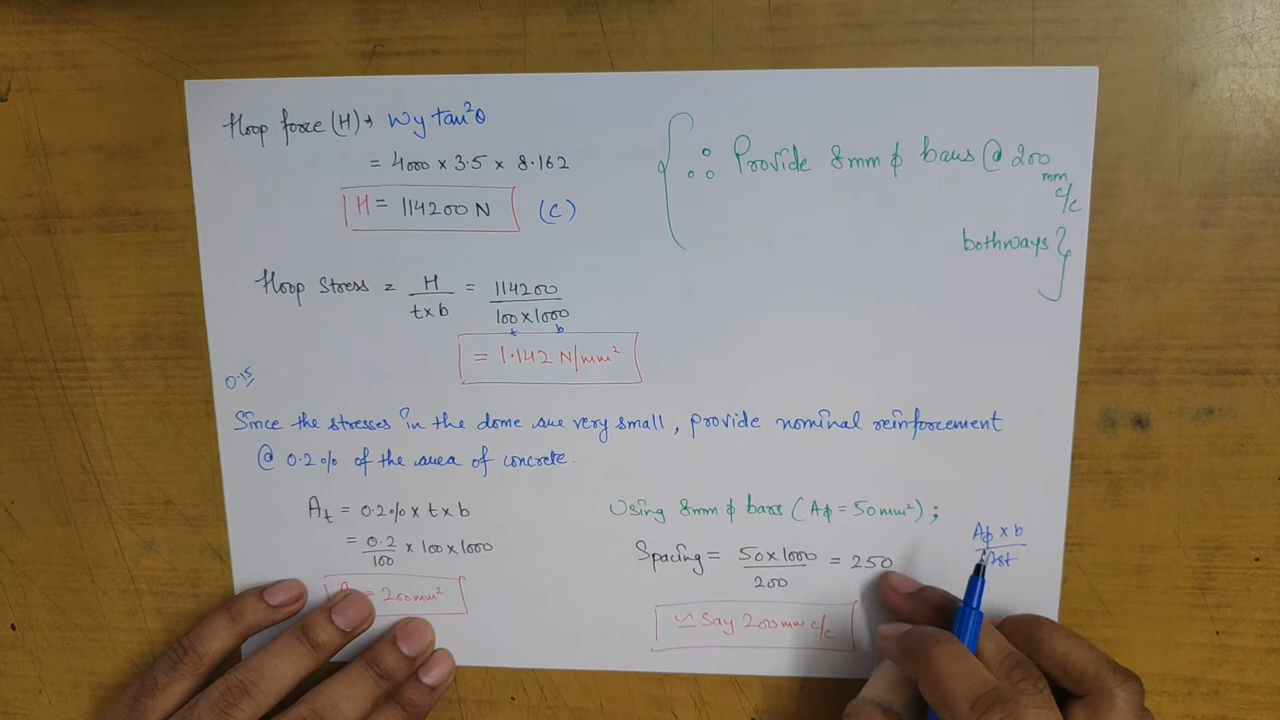 Hoop force (H) → Wy tan²θ
= 4000 × 3.5 × 8.162
H = 114200 N (C)
∴ Provide 8mm ϕ bars @ 200 mm c/c
bothways
Hoop Stress = H / t×b = 114200 / 100×1000
t b
= 1.142 N/mm²
0.15
Since the stresses in the dome are very small, provide nominal reinforcement
@ 0.2% of the area of concrete.
At = 0.2% × t × b
= 0.2/100 × 100 × 1000
= 200mm²
Using 8mm ϕ bars (Aϕ = 50mm²);
Spacing = 50×1000 / 200 = 250
≃ Say 200mm c/c
Aϕ × b / Ast